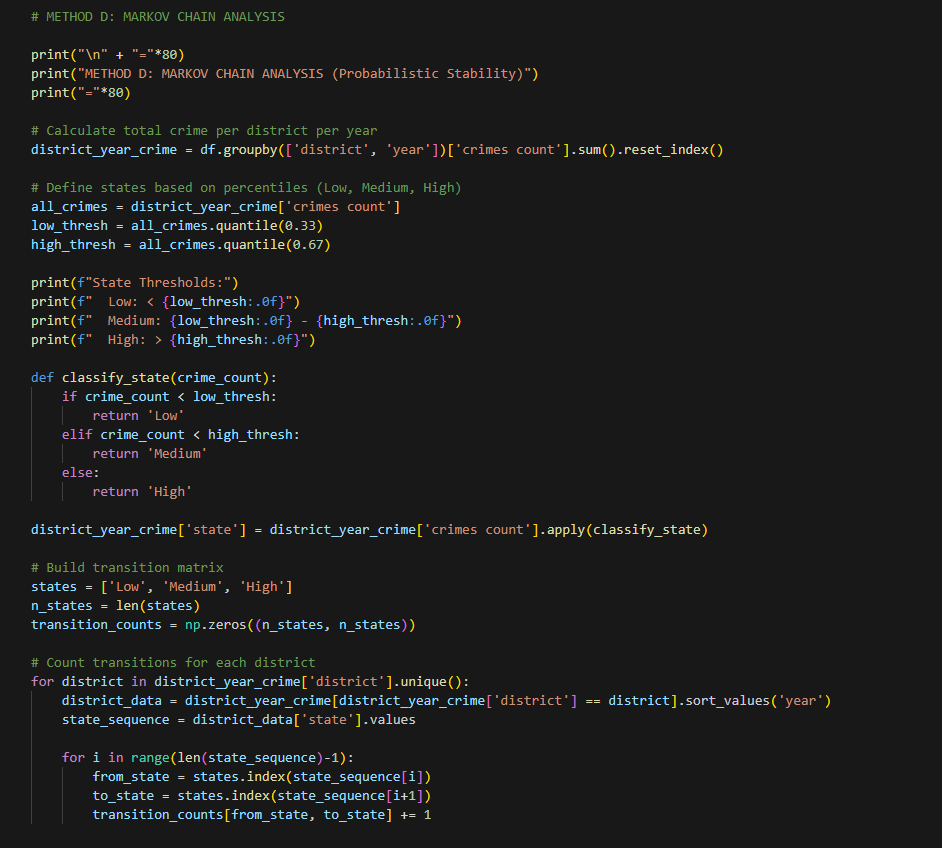 # METHOD D: MARKOV CHAIN ANALYSIS

print("\n" + "="*80)
print("METHOD D: MARKOV CHAIN ANALYSIS (Probabilistic Stability)")
print("="*80)

# Calculate total crime per district per year
district_year_crime = df.groupby(['district', 'year'])['crimes count'].sum().reset_index()

# Define states based on percentiles (Low, Medium, High)
all_crimes = district_year_crime['crimes count']
low_thresh = all_crimes.quantile(0.33)
high_thresh = all_crimes.quantile(0.67)

print(f"State Thresholds:")
print(f"  Low: < {low_thresh:.0f}")
print(f"  Medium: {low_thresh:.0f} - {high_thresh:.0f}")
print(f"  High: > {high_thresh:.0f}")

def classify_state(crime_count):
    if crime_count < low_thresh:
        return 'Low'
    elif crime_count < high_thresh:
        return 'Medium'
    else:
        return 'High'

district_year_crime['state'] = district_year_crime['crimes count'].apply(classify_state)

# Build transition matrix
states = ['Low', 'Medium', 'High']
n_states = len(states)
transition_counts = np.zeros((n_states, n_states))

# Count transitions for each district
for district in district_year_crime['district'].unique():
    district_data = district_year_crime[district_year_crime['district'] == district].sort_values('year')
    state_sequence = district_data['state'].values

    for i in range(len(state_sequence)-1):
        from_state = states.index(state_sequence[i])
        to_state = states.index(state_sequence[i+1])
        transition_counts[from_state, to_state] += 1